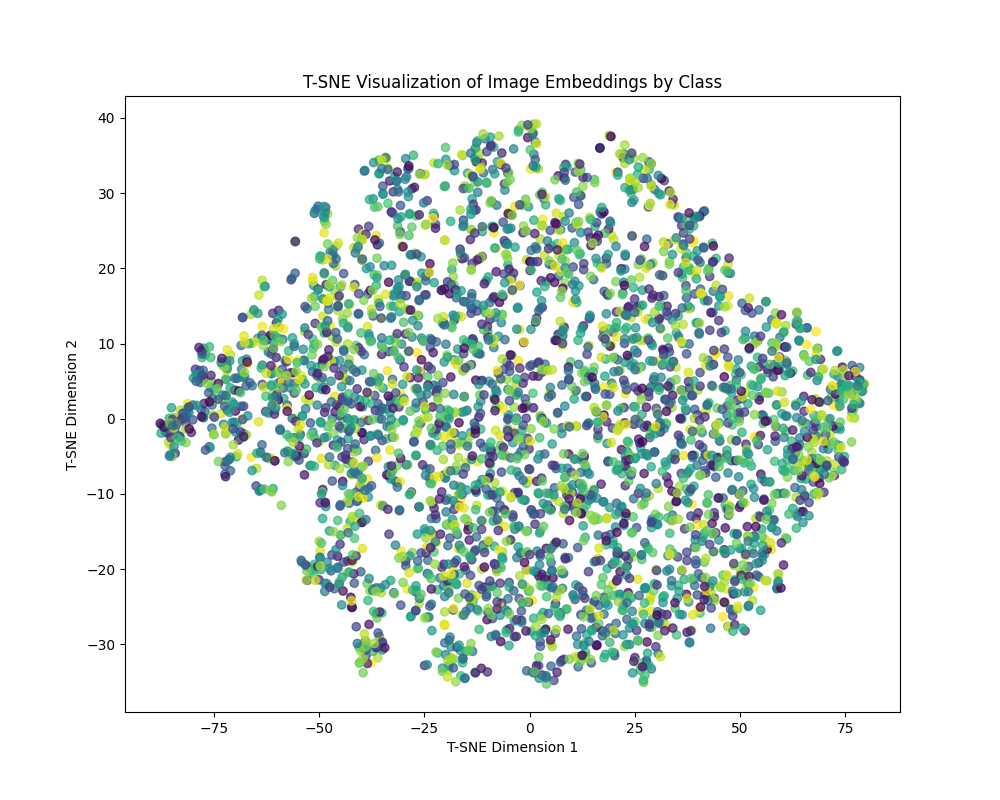 T-SNE Visualization of Image Embeddings by Class
40
30
20
10
0
−10
−20
−30
T-SNE Dimension 2
−75 −50 −25 0 25 50 75
T-SNE Dimension 1